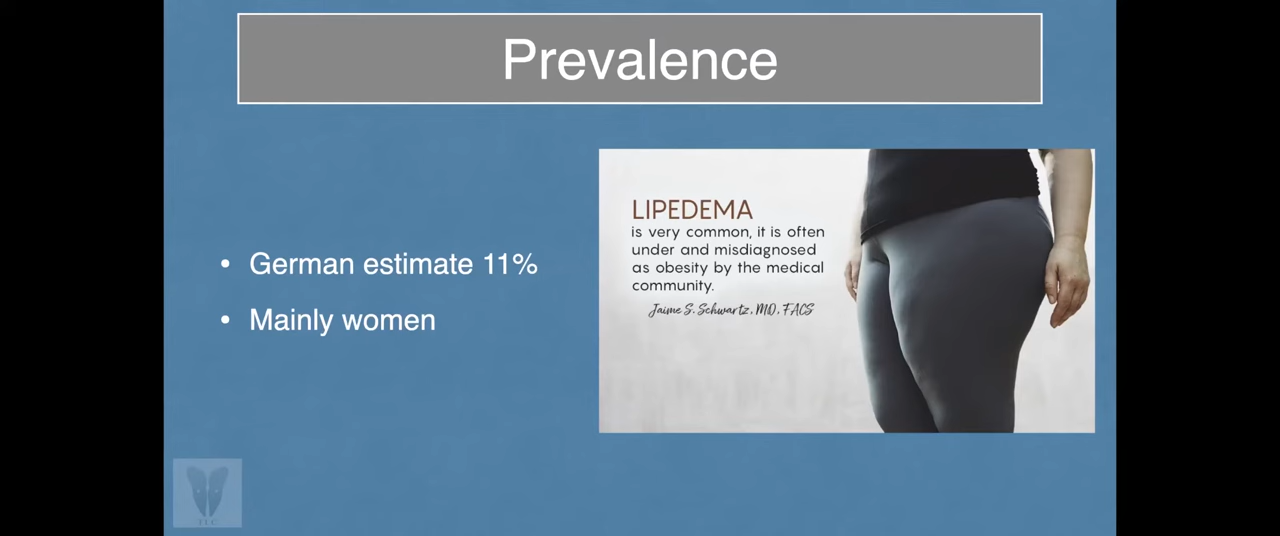 Prevalence
• German estimate 11%
• Mainly women
LIPEDEMA
is very common, it is often
under and misdiagnosed
as obesity by the medical
community.
Jaime S. Schwartz, MD, FACS